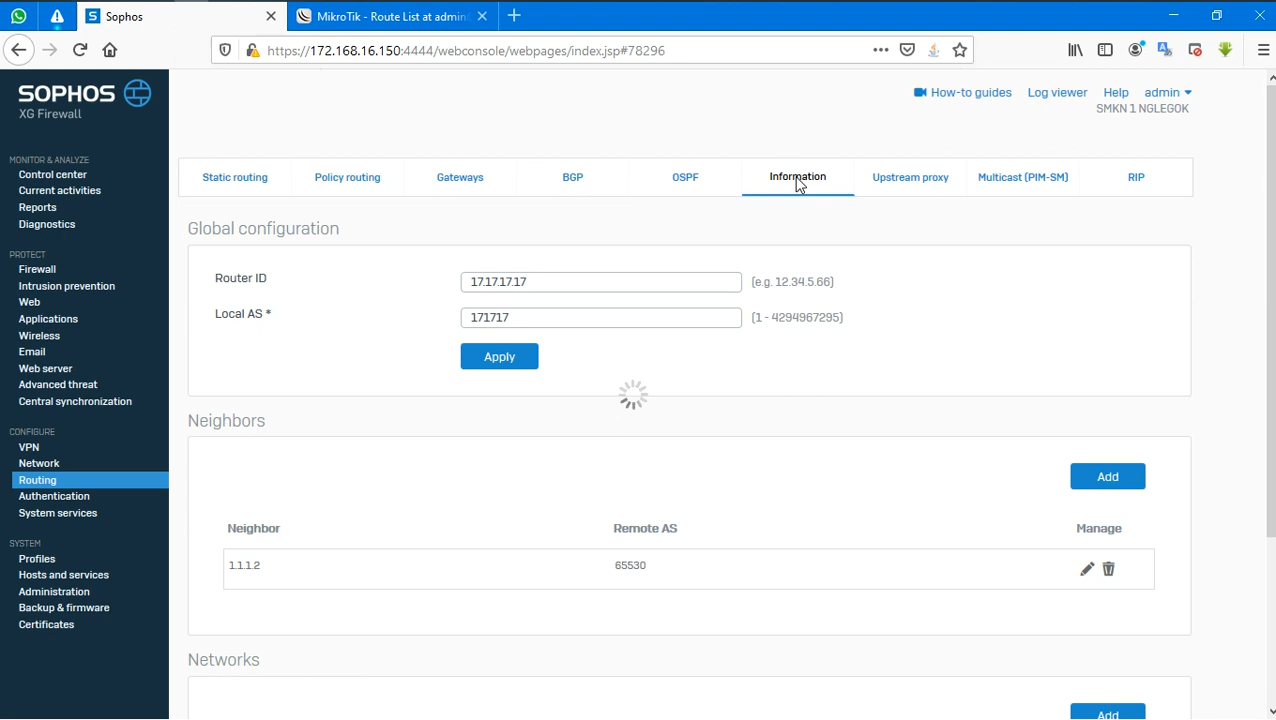 Sophos
MikroTik - Route List at admin
https://172.168.16.150:4444/webconsole/webpages/index.jsp#78296
SOPHOS
XG Firewall
How-to guides
Log viewer
Help
admin
SMKN 1 NGLEGOK
MONITOR & ANALYZE
Control center
Current activities
Reports
Diagnostics
PROTECT
Firewall
Intrusion prevention
Web
Applications
Wireless
Email
Web server
Advanced threat
Central synchronization
CONFIGURE
VPN
Network
Routing
Authentication
System services
SYSTEM
Profiles
Hosts and services
Administration
Backup & firmware
Certificates
Static routing
Policy routing
Gateways
BGP
OSPF
Information
Upstream proxy
Multicast (PIM-SM)
RIP
Global configuration
Router ID
17.17.17.17
(e.g. 12.34.5.66)
Local AS *
171717
(1 - 4294967295)
Apply
Neighbors
Add
Neighbor
Remote AS
Manage
1.1.1.2
65530
Networks
Add